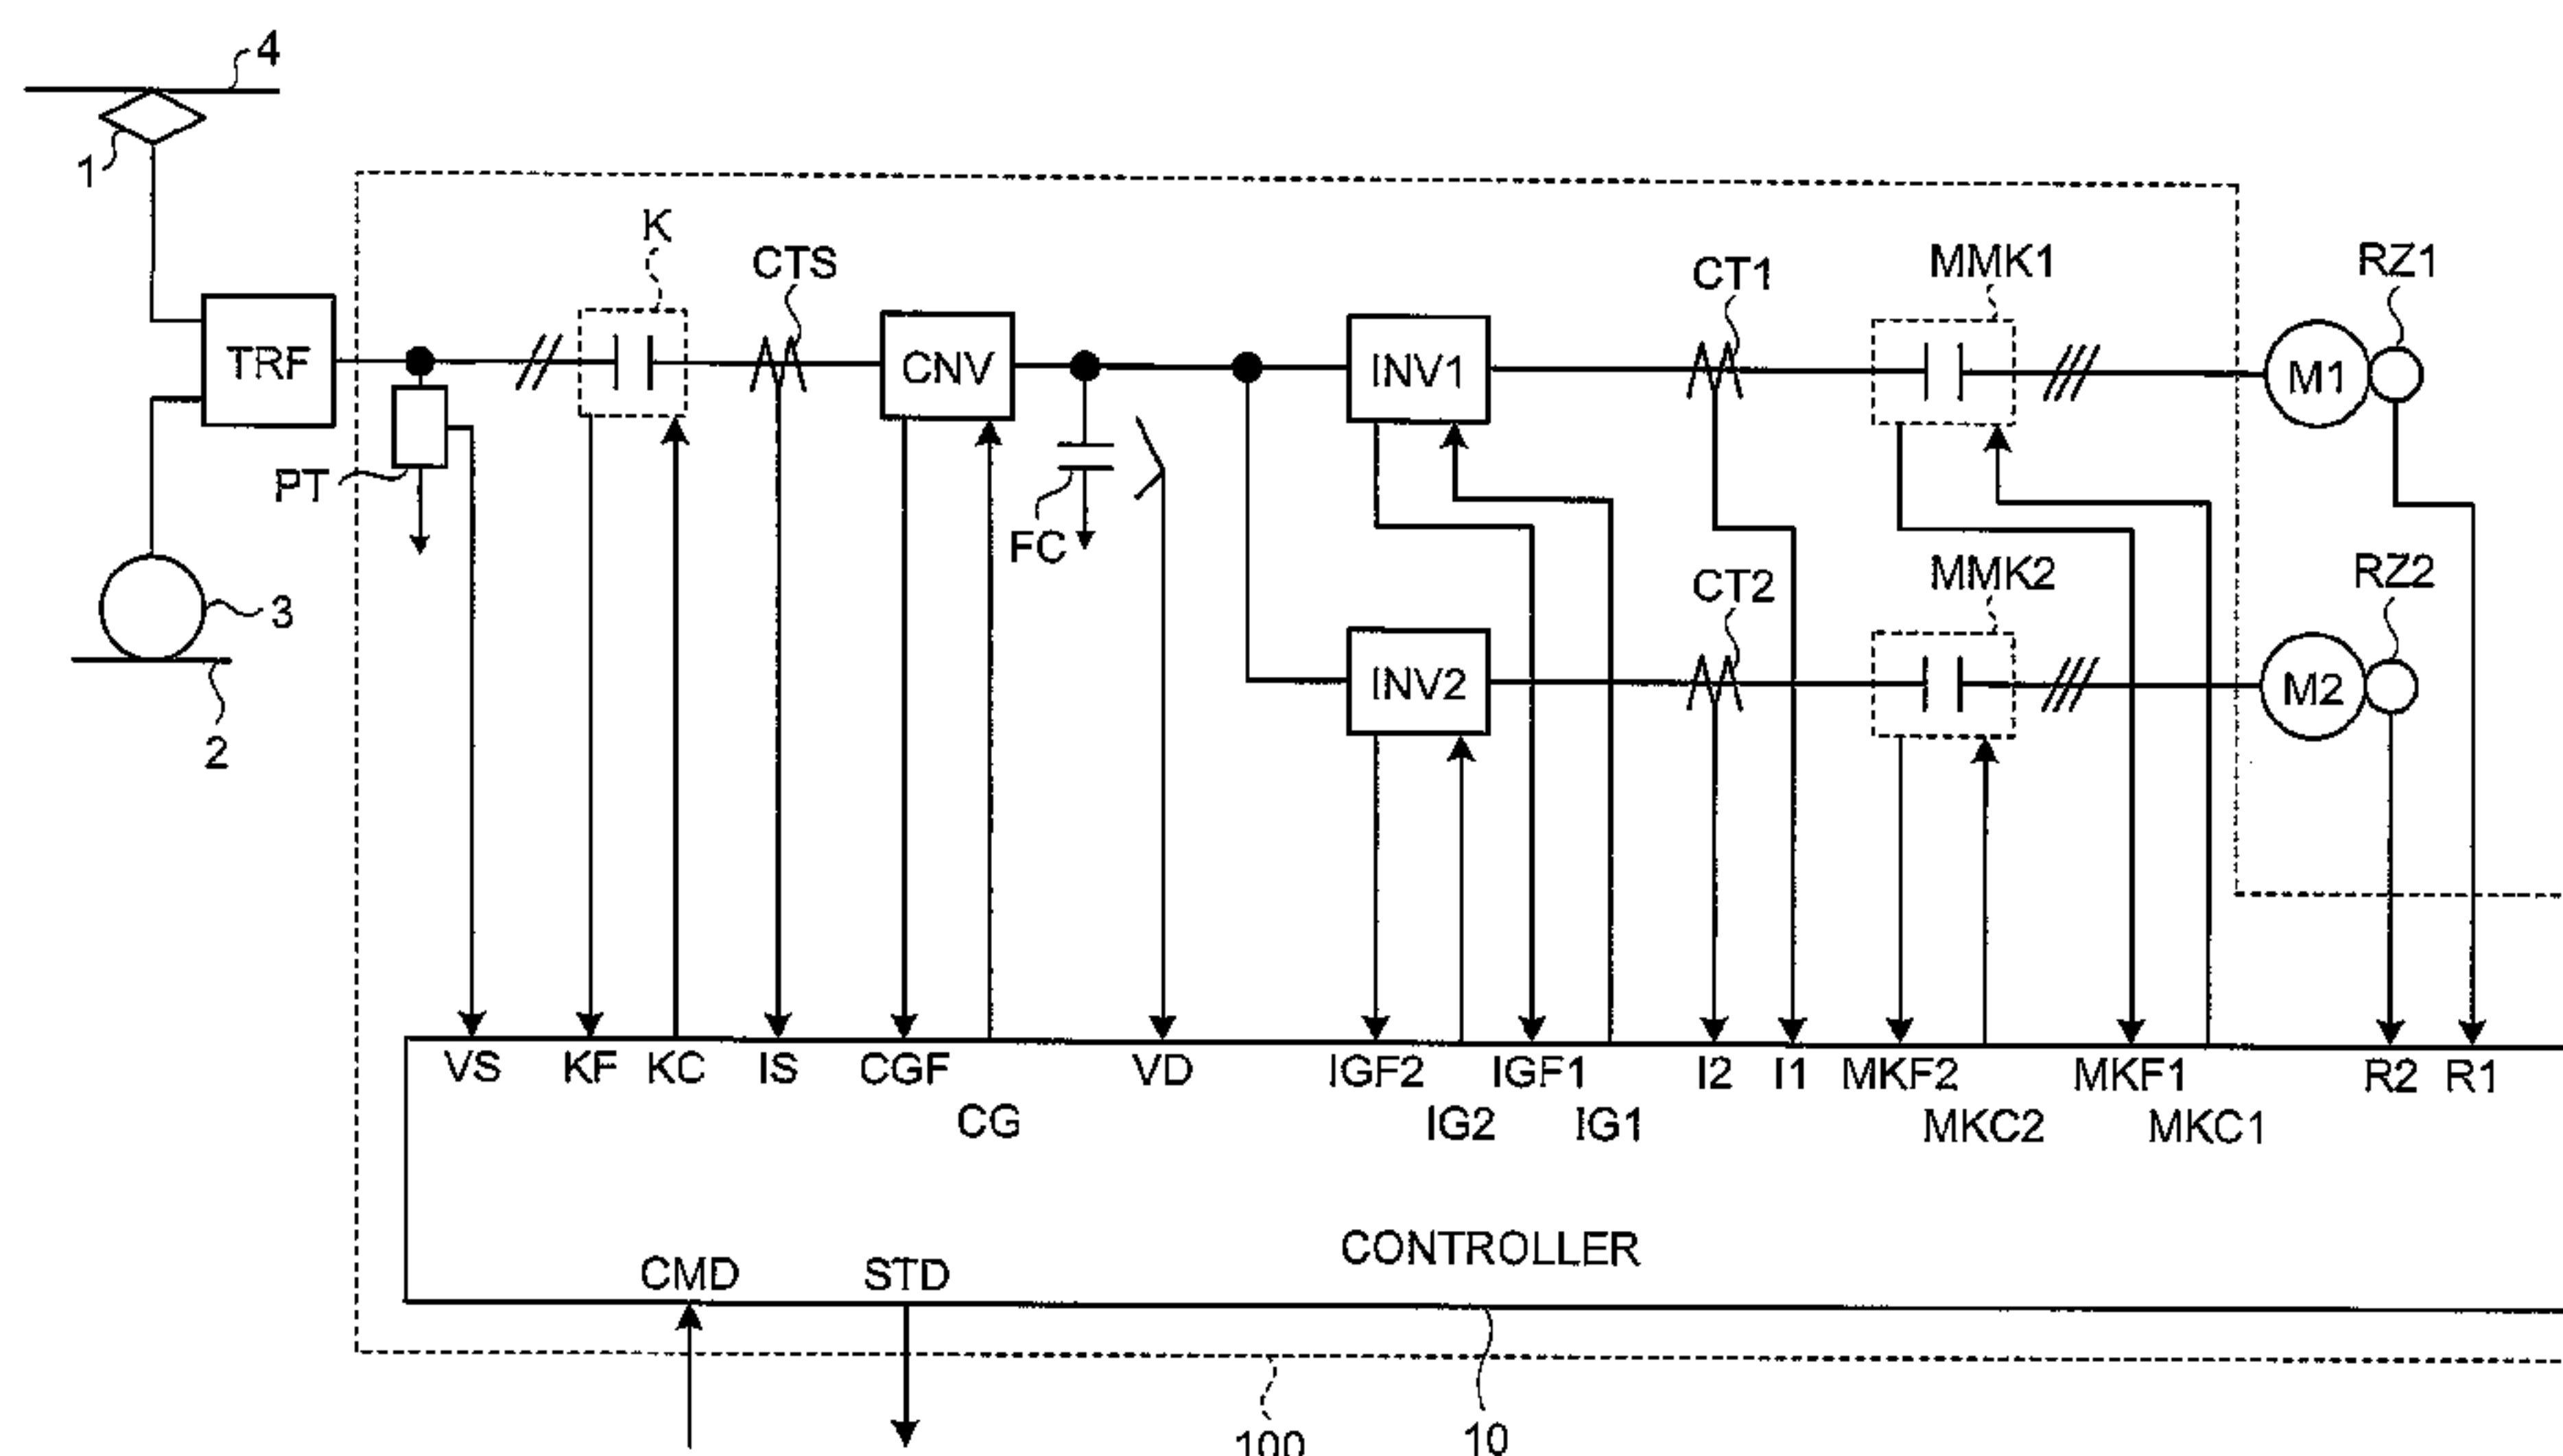 4
1
K
CTS
CT1
MMK1
RZ1
TRF
CNV
INV1
M1
PT
FC
3
2
CT2
MMK2
RZ2
INV2
M2
VS KF KC IS CGF VD IGF2 IGF1 I2 I1 MKF2 MKF1 R2 R1
CG IG2 IG1 MKC2 MKC1
CONTROLLER
CMD STD
100 10